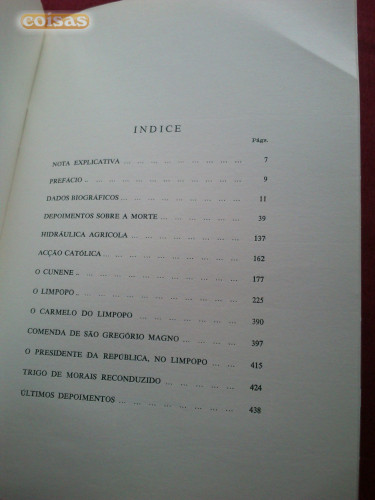 coisas
INDICE
Págs.
NOTA EXPLICATIVA ... ... ... ... ... ... ... 7
PREFÁCIO .. ... ... ... ... ... ... ... ... 9
DADOS BIOGRÁFICOS ... ... ... ... ... ... ... 11
DEPOIMENTOS SOBRE A MORTE ... ... ... ... ... 39
HIDRÁULICA AGRICOLA ... ... ... ... ... ... 137
ACÇÃO CATÓLICA ... ... ... ... ... ... ... 162
O CUNENE .. ... ... ... ... ... ... ... ... 177
O LIMPOPO .. ... ... ... ... ... ... ... ... 225
O CARMELO DO LIMPOPO ... ... ... ... ... ... 390
COMENDA DE SÃO GREGÓRIO MAGNO ... ... ... ... 397
O PRESIDENTE DA REPÚBLICA, NO LIMPOPO ... ... ... 415
TRIGO DE MORAIS RECONDUZIDO ... ... ... ... ... 424
ÚLTIMOS DEPOIMENTOS ... ... ... ... ... ... ... 438